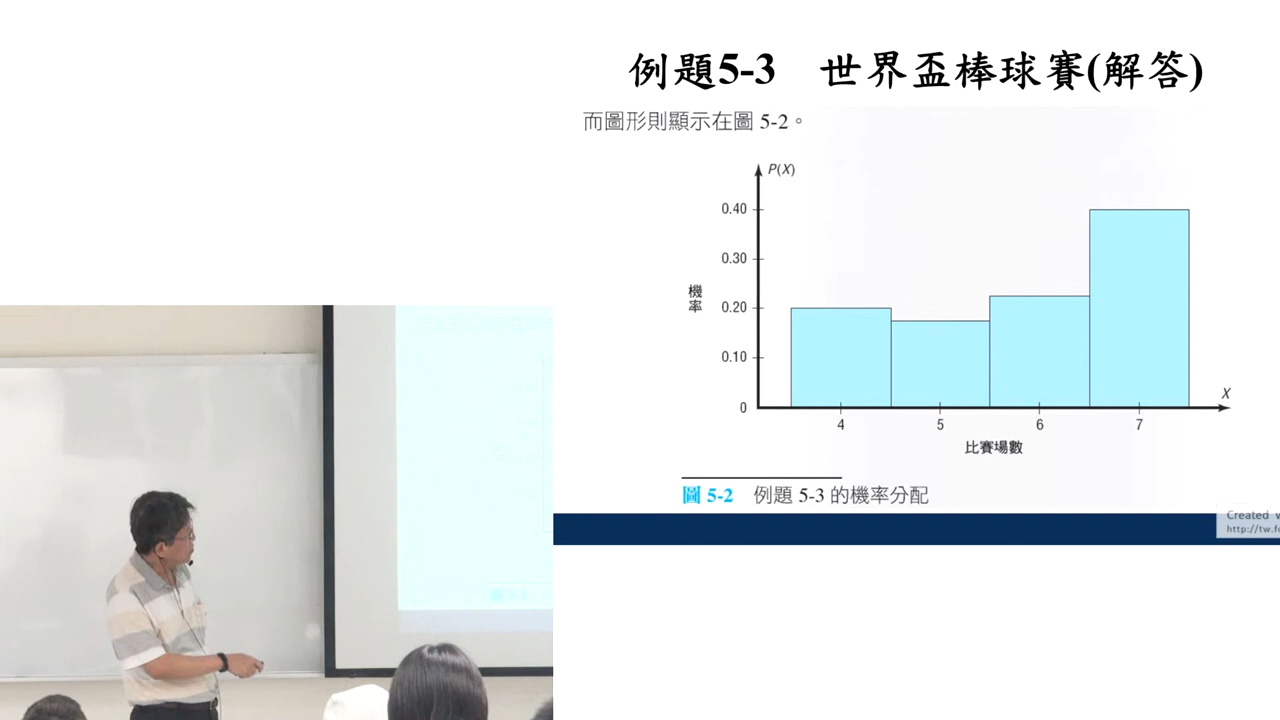 例題5-3 世界盃棒球賽(解答)
而圖形則顯示在圖 5-2。
P(X)
0.40
0.30
機率
0.20
0.10
0
X
4 5 6 7
比賽場數
圖 5-2 例題 5-3 的機率分配
Created
http://tw.f